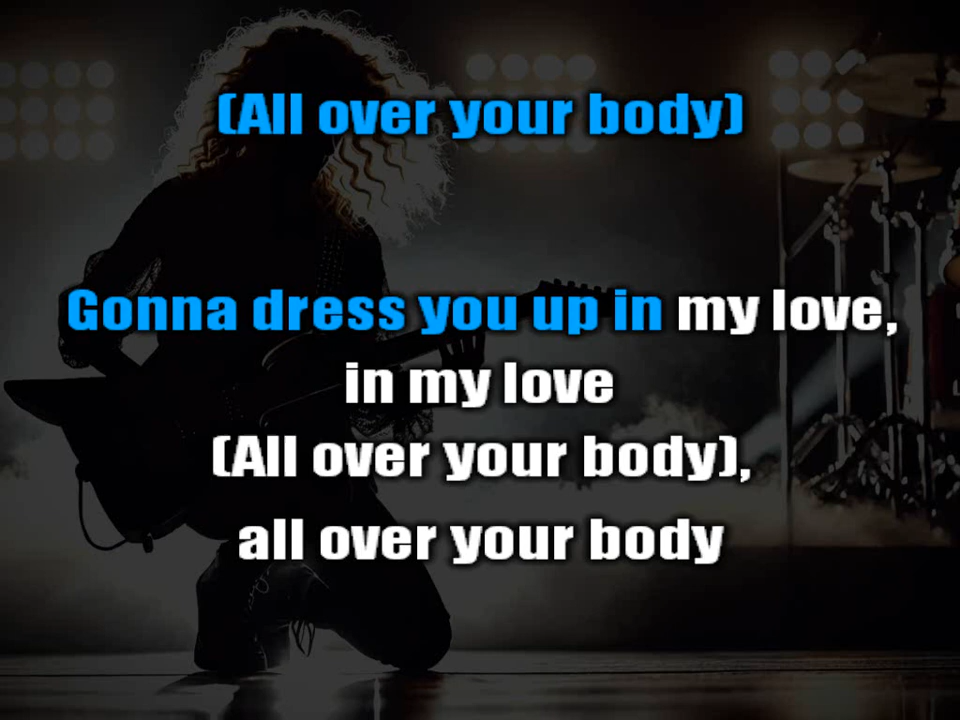 (All over your body)
Gonna dress you up in my love,
in my love
(All over your body),
all over your body